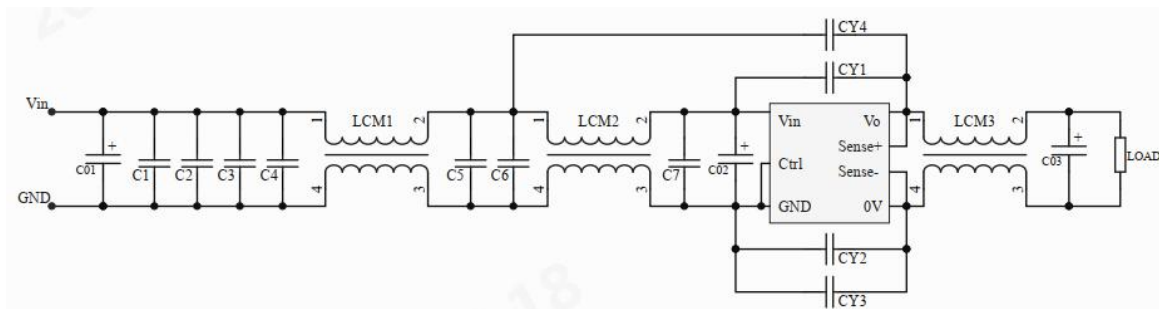 CY4
CY1
Vin
LCM1
LCM2
LCM3
1
2
1
2
1
2
Vin
Vo
Sense+
Ctrl
Sense-
GND
0V
+
C01
C1
C2
C3
C4
C5
C6
C7
+
C02
+
C03
LOAD
4
3
4
3
4
3
GND
CY2
CY3
18